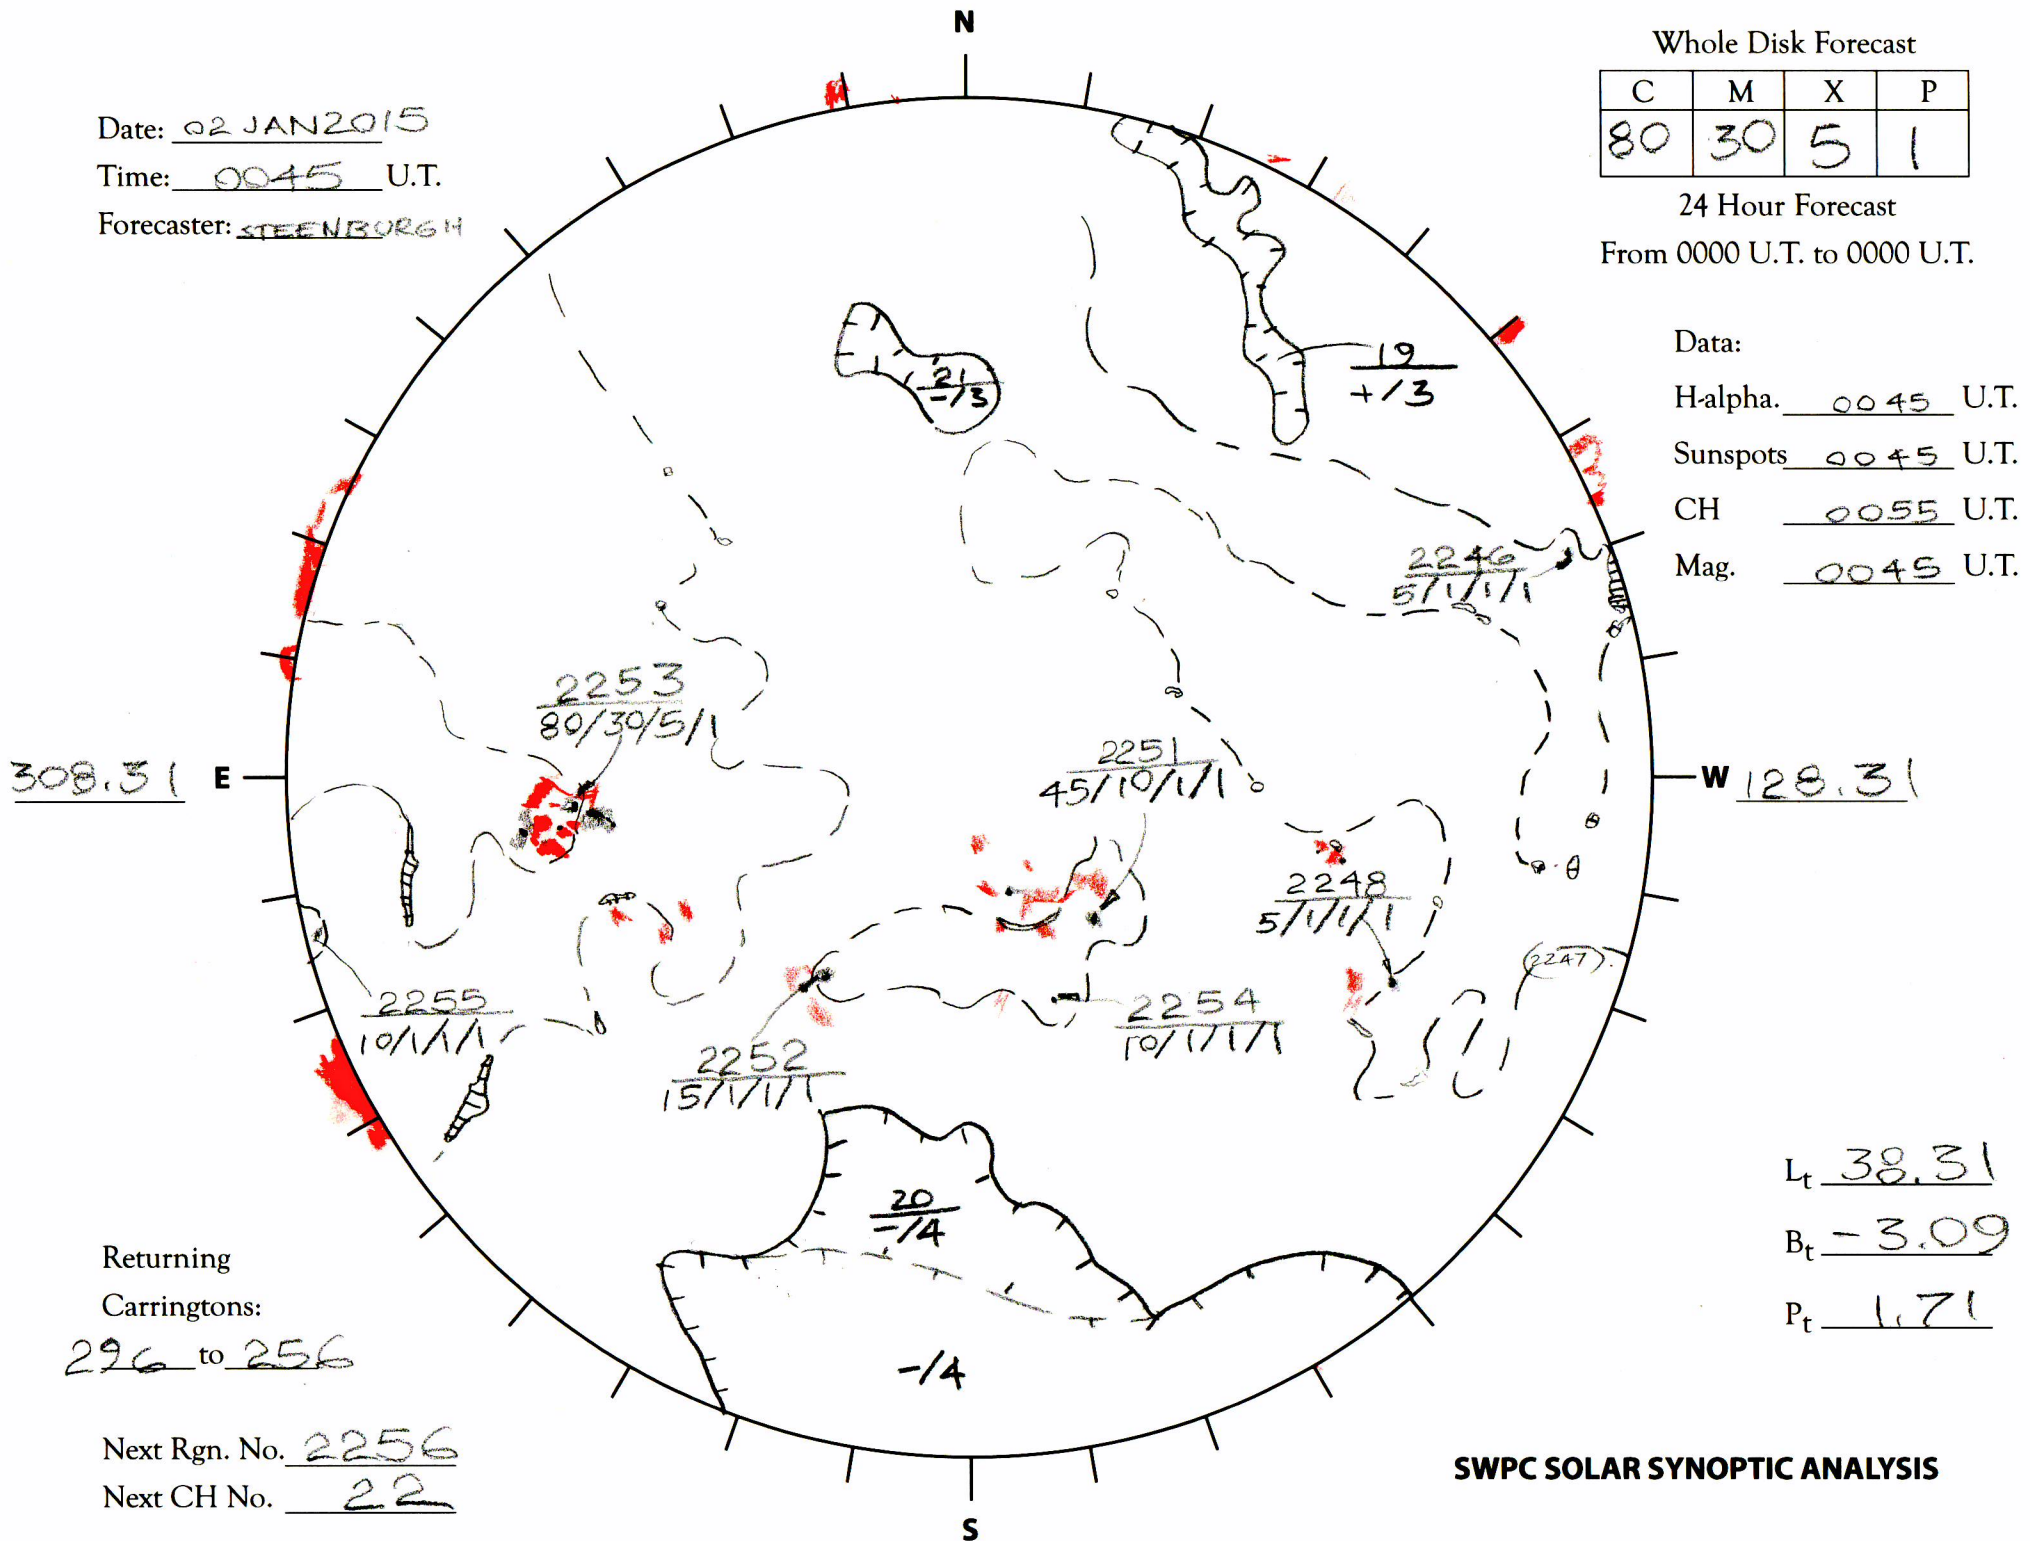 N
Whole Disk Forecast
C M X P
80 30 5 1
24 Hour Forecast
From 0000 U.T. to 0000 U.T.
Date: 02 JAN 2015
Time: 0045 U.T.
Forecaster: STEENBURGH
Data:
H-alpha. 0045 U.T.
Sunspots 0045 U.T.
CH 0055 U.T.
Mag. 0045 U.T.
19
+/3
21
-/3
2246
5/1/1/1
2253
80/30/5/1
308.31 E
2251
45/10/1/1
W 128.31
2248
5/1/1/1
(2247)
2255
10/1/1/1
2254
10/1/1/1
2252
15/1/1/1
20
-/4
-/4
Lt 38.31
Bt -3.09
Pt 1.71
Returning
Carringtons:
296 to 256
Next Rgn. No. 2256
Next CH No. 22
SWPC SOLAR SYNOPTIC ANALYSIS
S